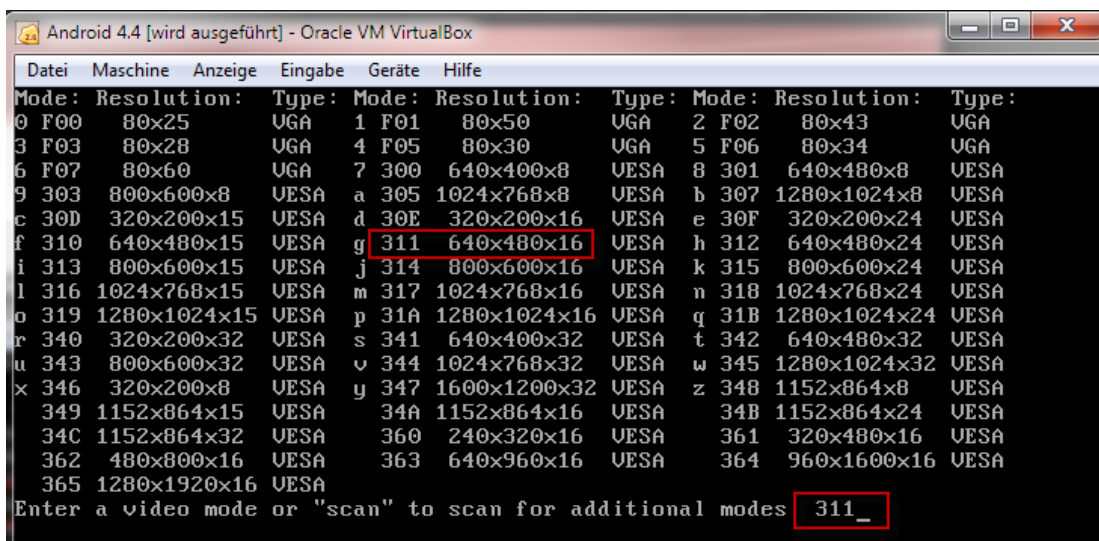 Android 4.4 [wird ausgeführt] - Oracle VM VirtualBox
Datei Maschine Anzeige Eingabe Geräte Hilfe
Mode: Resolution: Type: Mode: Resolution: Type: Mode: Resolution: Type:
0 F00 80x25 VGA 1 F01 80x50 VGA 2 F02 80x43 VGA
3 F03 80x28 VGA 4 F05 80x30 VGA 5 F06 80x34 VGA
6 F07 80x60 VGA 7 300 640x400x8 VESA 8 301 640x480x8 VESA
9 303 800x600x8 VESA a 305 1024x768x8 VESA b 307 1280x1024x8 VESA
c 30D 320x200x15 VESA d 30E 320x200x16 VESA e 30F 320x200x24 VESA
f 310 640x480x15 VESA g 311 640x480x16 VESA h 312 640x480x24 VESA
i 313 800x600x15 VESA j 314 800x600x16 VESA k 315 800x600x24 VESA
l 316 1024x768x15 VESA m 317 1024x768x16 VESA n 318 1024x768x24 VESA
o 319 1280x1024x15 VESA p 31A 1280x1024x16 VESA q 31B 1280x1024x24 VESA
r 340 320x200x32 VESA s 341 640x400x32 VESA t 342 640x480x32 VESA
u 343 800x600x32 VESA v 344 1024x768x32 VESA w 345 1280x1024x32 VESA
x 346 320x200x8 VESA y 347 1600x1200x32 VESA z 348 1152x864x8 VESA
349 1152x864x15 VESA 34A 1152x864x16 VESA 34B 1152x864x24 VESA
34C 1152x864x32 VESA 360 240x320x16 VESA 361 320x480x16 VESA
362 480x800x16 VESA 363 640x960x16 VESA 364 960x1600x16 VESA
365 1280x1920x16 VESA
Enter a video mode or "scan" to scan for additional modes 311_